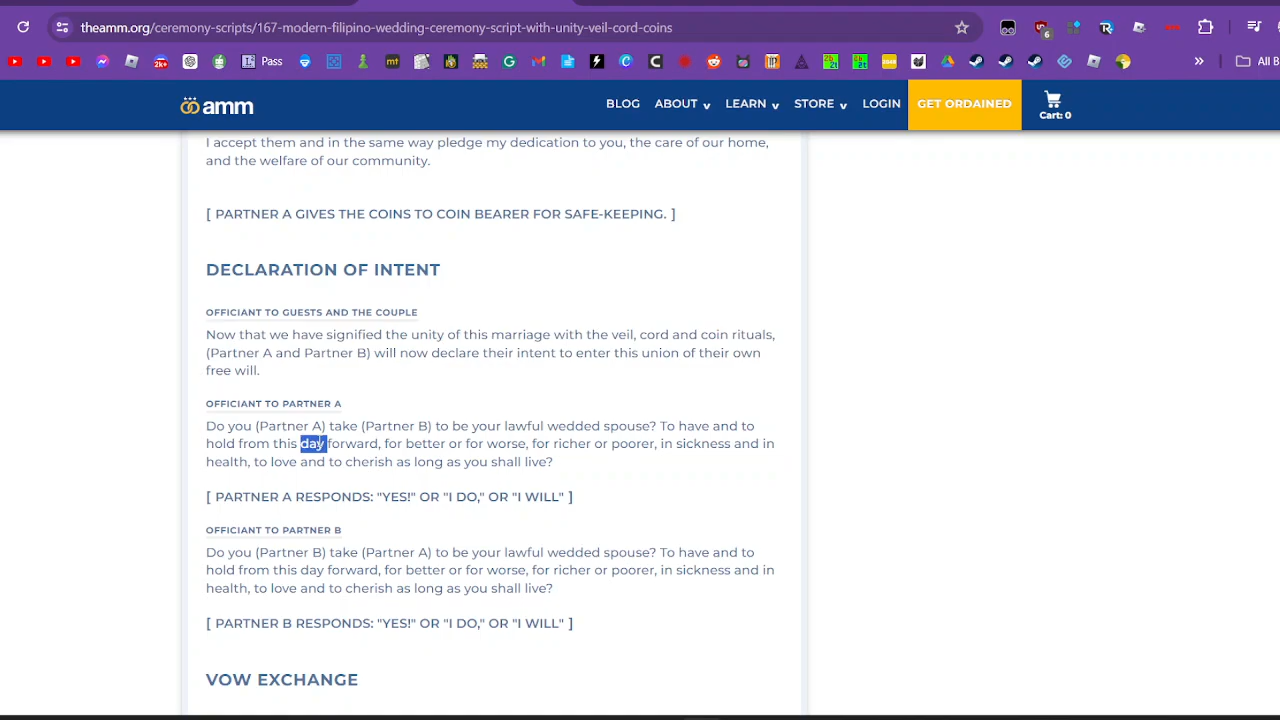 theamm.org/ceremony-scripts/167-modern-filipino-wedding-ceremony-script-with-unity-veil-cord-coins
6
2K+ Pass mt All B
amm BLOG ABOUT LEARN STORE LOGIN GET ORDAINED Cart: 0
I accept them and in the same way pledge my dedication to you, the care of our home,
and the welfare of our community.
[ PARTNER A GIVES THE COINS TO COIN BEARER FOR SAFE-KEEPING. ]
DECLARATION OF INTENT
OFFICIANT TO GUESTS AND THE COUPLE
Now that we have signified the unity of this marriage with the veil, cord and coin rituals,
(Partner A and Partner B) will now declare their intent to enter this union of their own
free will.
OFFICIANT TO PARTNER A
Do you (Partner A) take (Partner B) to be your lawful wedded spouse? To have and to
hold from this day forward, for better or for worse, for richer or poorer, in sickness and in
health, to love and to cherish as long as you shall live?
[ PARTNER A RESPONDS: "YES!" OR "I DO," OR "I WILL" ]
OFFICIANT TO PARTNER B
Do you (Partner B) take (Partner A) to be your lawful wedded spouse? To have and to
hold from this day forward, for better or for worse, for richer or poorer, in sickness and in
health, to love and to cherish as long as you shall live?
[ PARTNER B RESPONDS: "YES!" OR "I DO," OR "I WILL" ]
VOW EXCHANGE